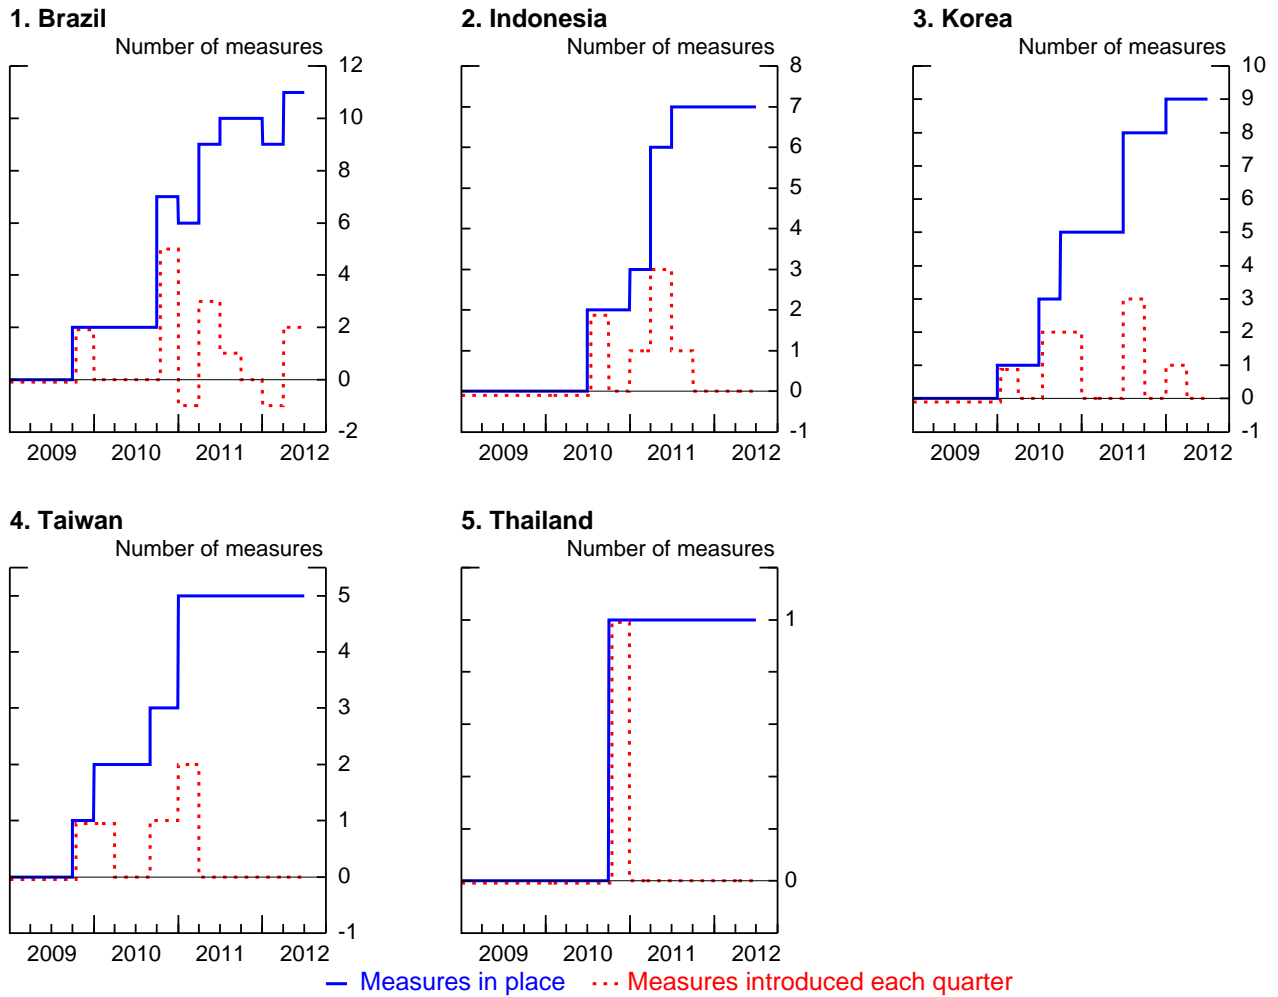 1. Brazil
Number of measures
12
10
8
6
4
2
0
-2
2009 2010 2011 2012
2. Indonesia
Number of measures
8
7
6
5
4
3
2
1
0
-1
2009 2010 2011 2012
3. Korea
Number of measures
10
9
8
7
6
5
4
3
2
1
0
-1
2009 2010 2011 2012
4. Taiwan
Number of measures
5
4
3
2
1
0
-1
2009 2010 2011 2012
5. Thailand
Number of measures
1
0
2009 2010 2011 2012
Measures in place Measures introduced each quarter